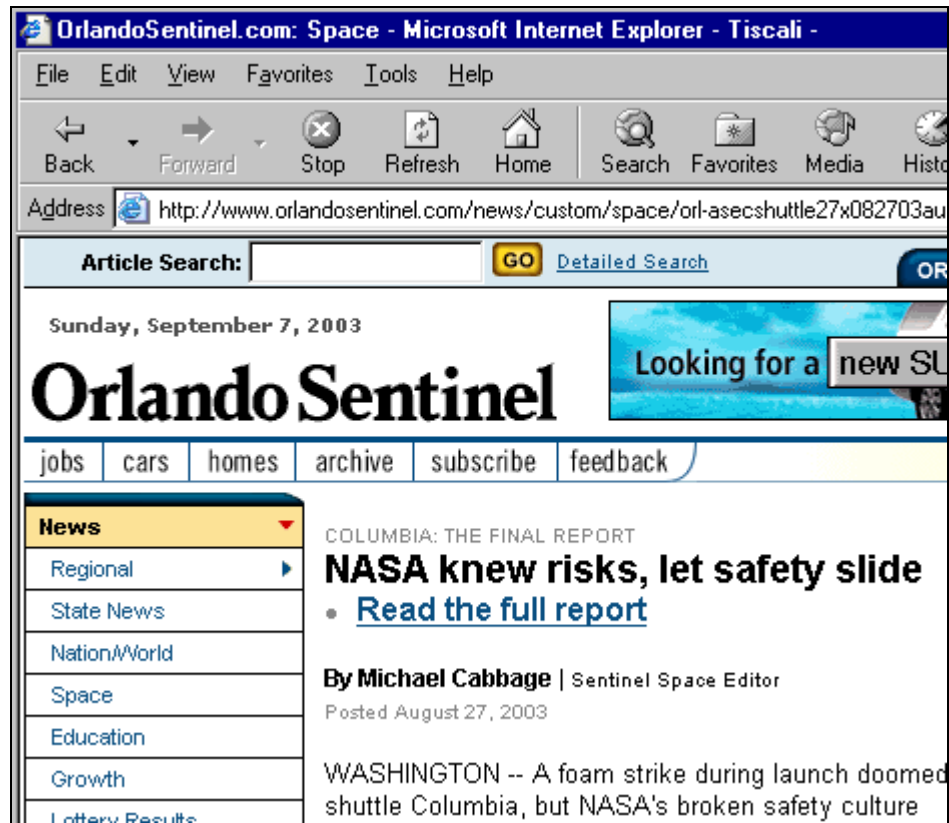 OrlandoSentinel.com: Space - Microsoft Internet Explorer - Tiscali -
File Edit View Favorites Tools Help
Back Forward Stop Refresh Home Search Favorites Media Histo
Address http://www.orlandosentinel.com/news/custom/space/orl-asecshuttle27x082703au
Article Search: GO Detailed Search OR
Sunday, September 7, 2003
Looking for a new SU
Orlando Sentinel
jobs cars homes archive subscribe feedback
News
Regional
State News
Nation/World
Space
Education
Growth
Lottery Results
COLUMBIA: THE FINAL REPORT
NASA knew risks, let safety slide
• Read the full report
By Michael Cabbage | Sentinel Space Editor
Posted August 27, 2003
WASHINGTON -- A foam strike during launch doomed
shuttle Columbia, but NASA's broken safety culture